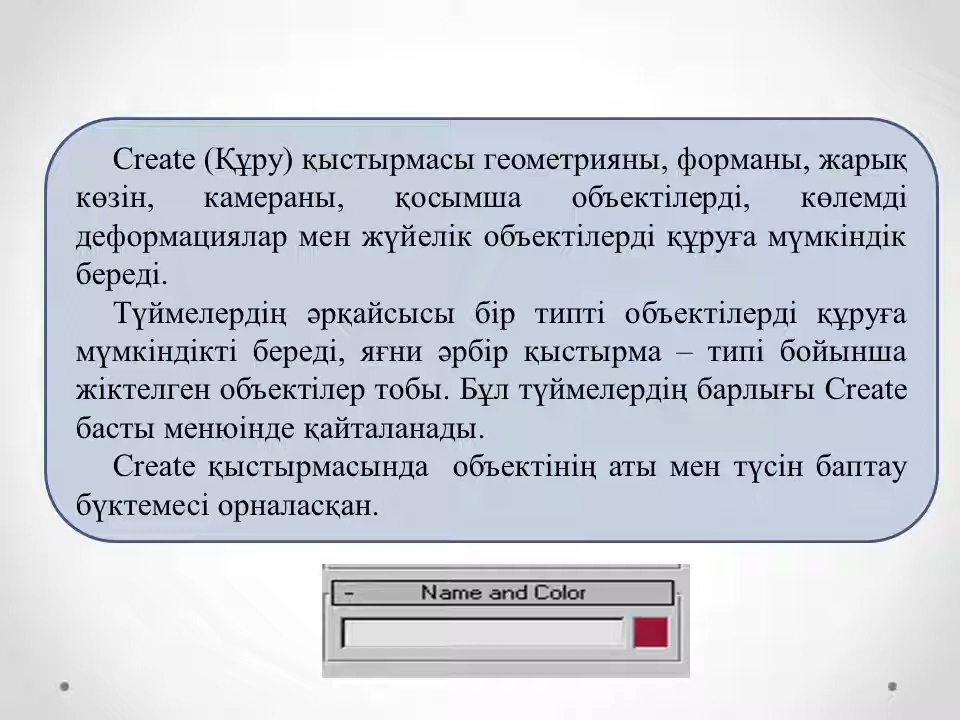 Create (Құру) қыстырмасы геометрияны, форманы, жарық
көзін, камераны, қосымша объектілерді, көлемді
деформациялар мен жүйелік объектілерді құруға мүмкіндік
береді.
Түймелердің әрқайсысы бір типті объектілерді құруға
мүмкіндікті береді, яғни әрбір қыстырма – типі бойынша
жіктелген объектілер тобы. Бұл түймелердің барлығы Create
басты менюінде қайталанады.
Create қыстырмасында объектінің аты мен түсін баптау
бүктемесі орналасқан.
- Name and Color